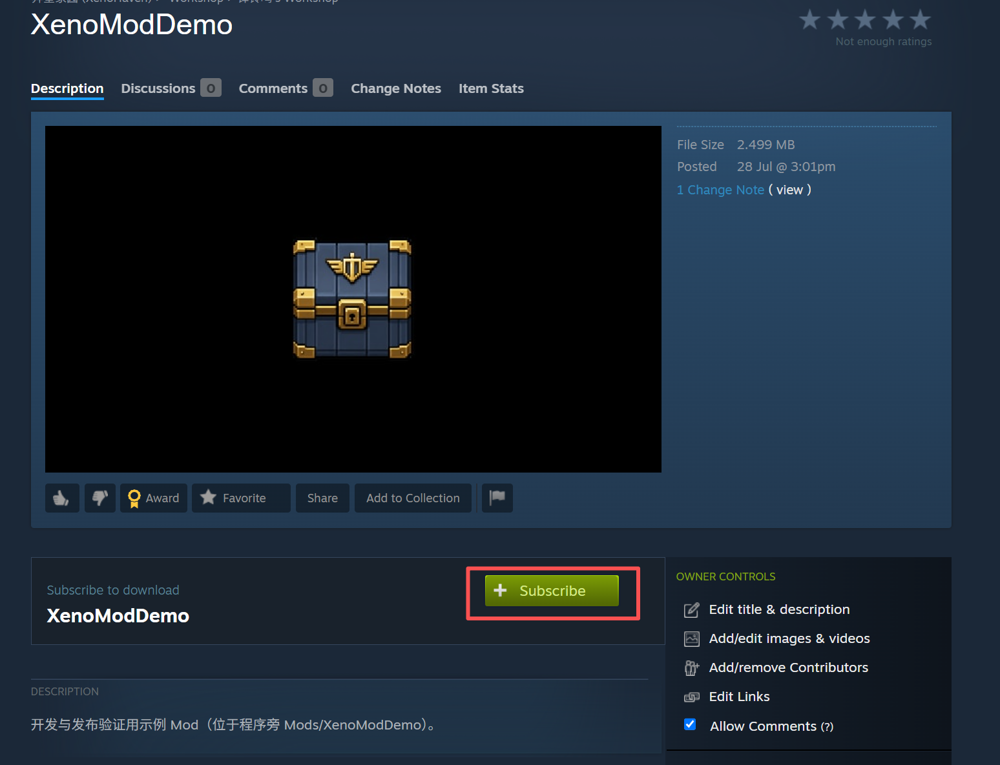 XenoModDemo
Not enough ratings
Description Discussions 0 Comments 0 Change Notes Item Stats
File Size 2.499 MB
Posted 28 Jul @ 3:01pm
1 Change Note ( view )
Award Favorite Share Add to Collection
Subscribe to download
XenoModDemo
Subscribe
OWNER CONTROLS
Edit title & description
Add/edit images & videos
Add/remove Contributors
Edit Links
Allow Comments (?)
DESCRIPTION
开发与发布验证用示例 Mod（位于程序旁 Mods/XenoModDemo）。